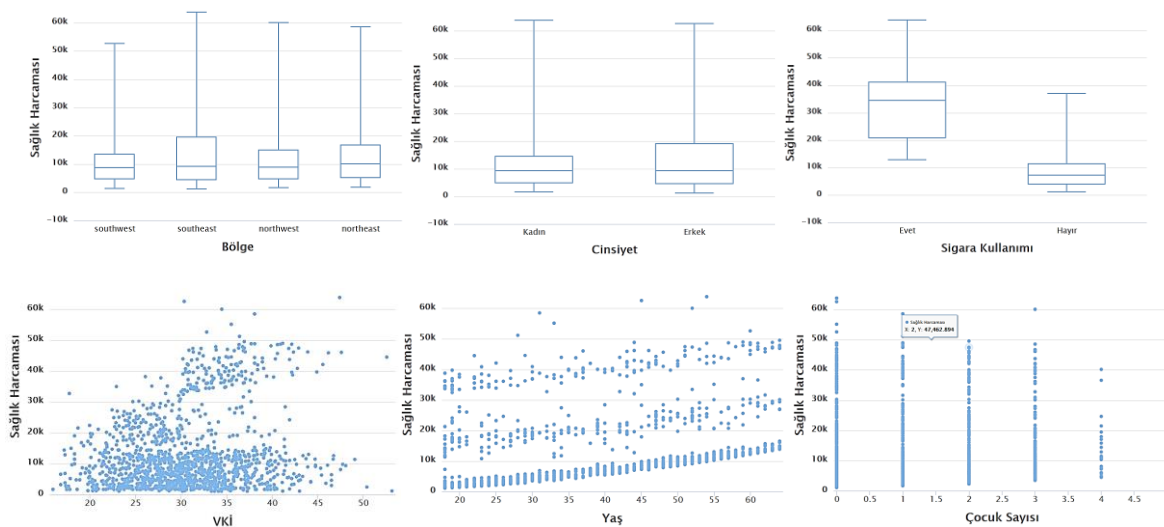 Sağlık Harcaması
60k
50k
40k
30k
20k
10k
0
−10k
southwest
southeast
northwest
northeast
Bölge
Sağlık Harcaması
60k
50k
40k
30k
20k
10k
0
−10k
Kadın
Erkek
Cinsiyet
Sağlık Harcaması
60k
50k
40k
30k
20k
10k
0
−10k
Evet
Hayır
Sigara Kullanımı
Sağlık Harcaması
60k
50k
40k
30k
20k
10k
0
20
25
30
35
40
45
50
VKİ
Sağlık Harcaması
60k
50k
40k
30k
20k
10k
0
20
25
30
35
40
45
50
55
60
Yaş
Sağlık Harcaması
60k
50k
40k
30k
20k
10k
0
Sağlık Harcaması
X: 2, Y: 47,462.894
0
0.5
1
1.5
2
2.5
3
3.5
4
4.5
Çocuk Sayısı